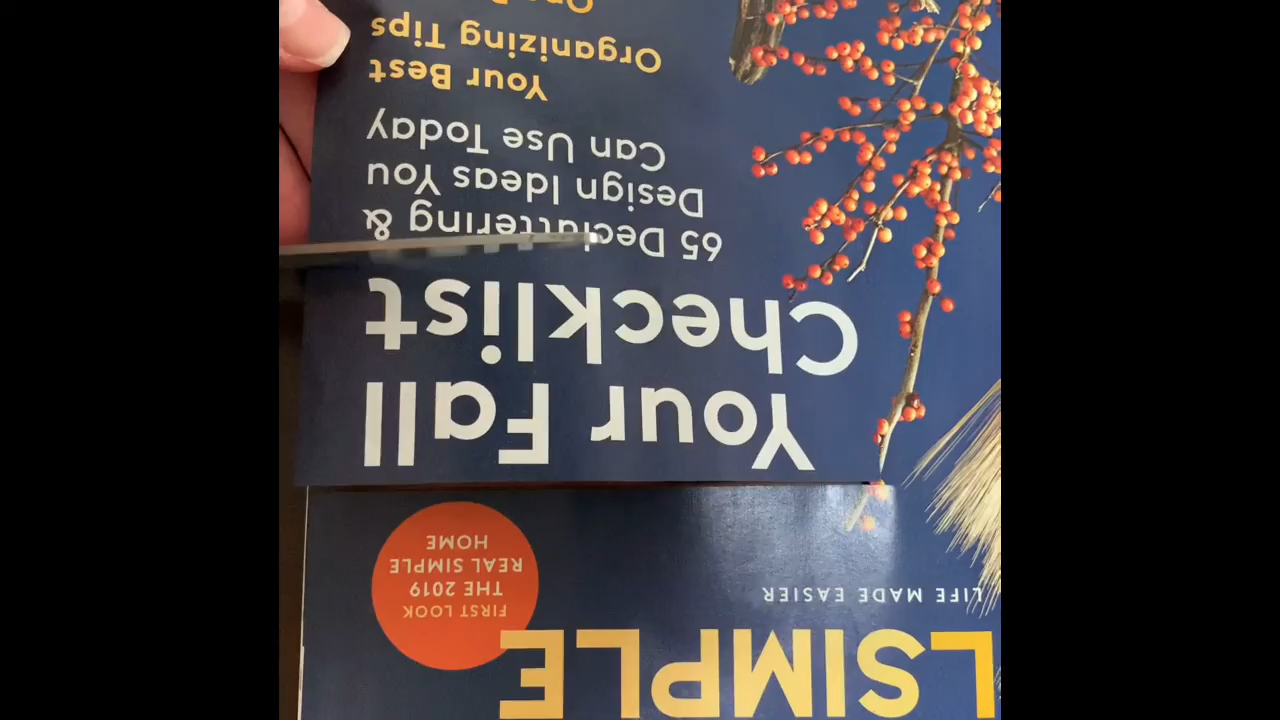 LSIMPLE
LIFE MADE EASIER
FIRST LOOK
THE 2019
REAL SIMPLE
HOME
Your Fall
Checklist
65 Decluttering &
Design Ideas You
Can Use Today
Your Best
Organizing Tips